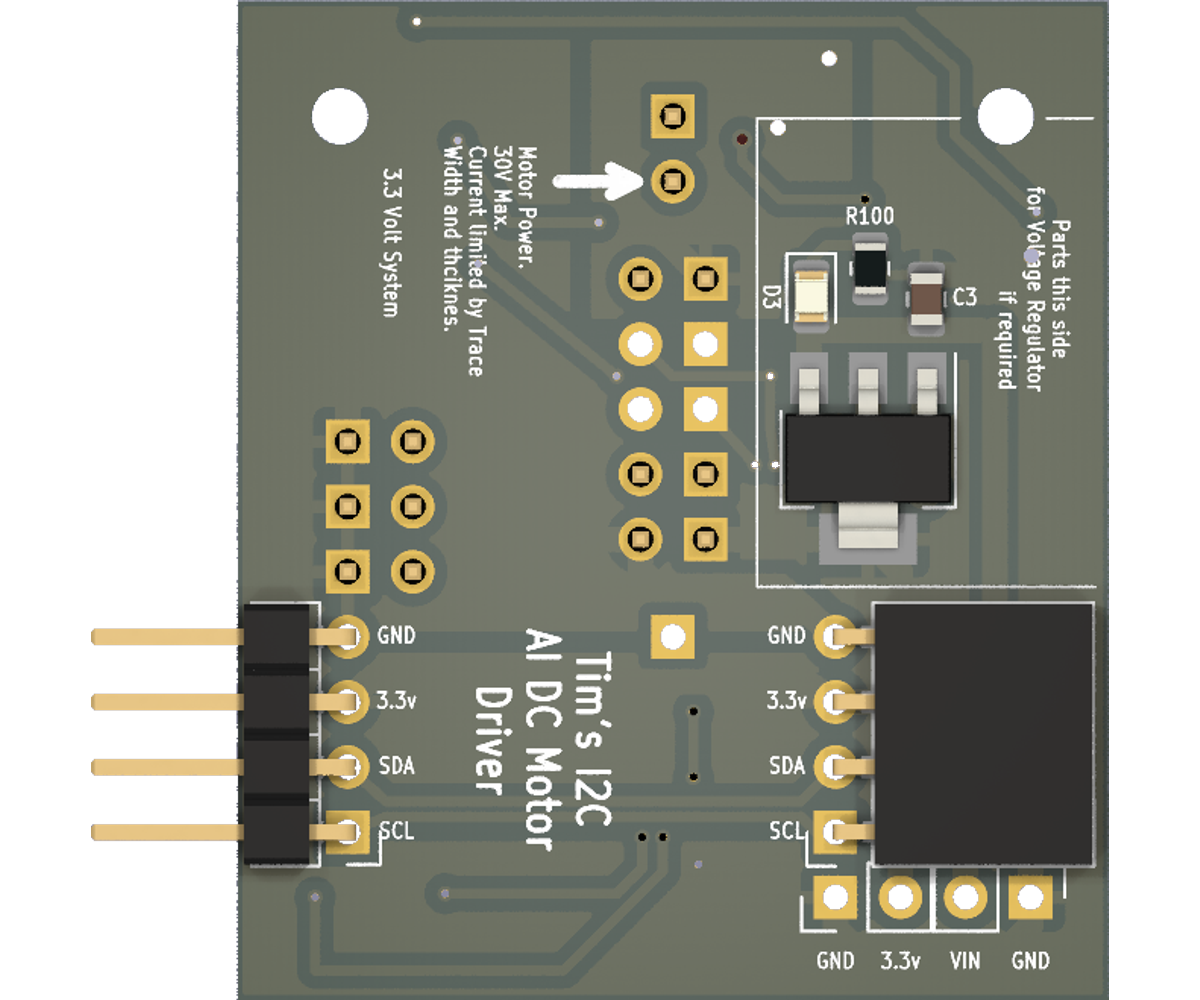 R100
D3
C3
Motor Power,
30V Max.
Current limited by Trace
Width and thciknes.
3.3 Volt System
Parts this side
for Voltage Regulator
if required
GND
3.3v
SDA
SCL
Tim's I2C
AI DC Motor
Driver
GND
3.3v
SDA
SCL
GND
3.3v
VIN
GND